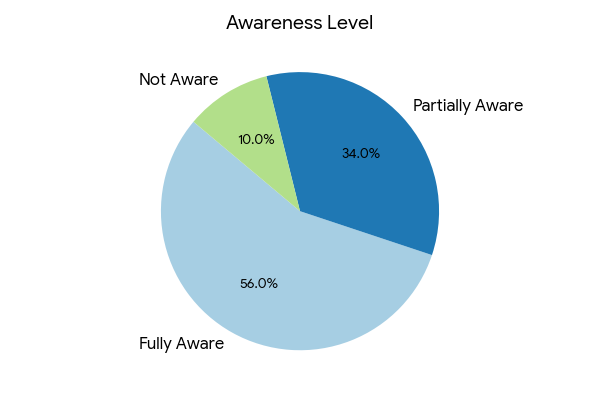 Awareness Level
Not Aware
Partially Aware
10.0%
34.0%
56.0%
Fully Aware